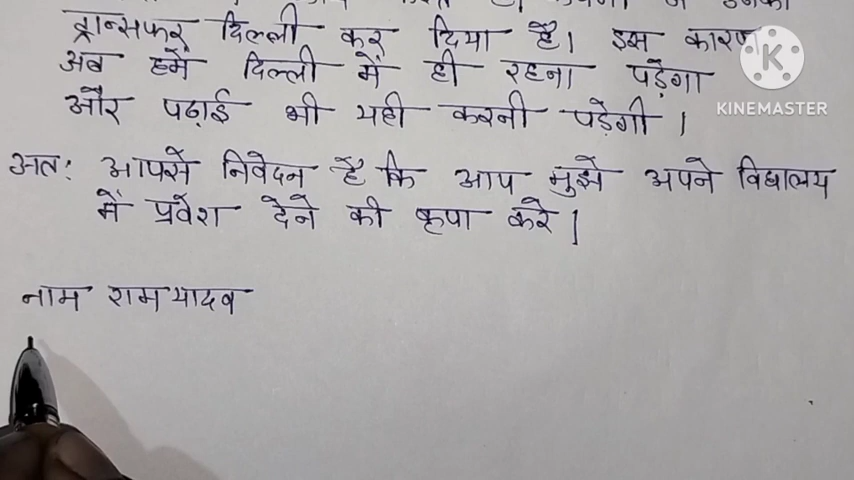 ट्रान्सफर दिल्ली कर दिया है। इस कारण
अब हमें दिल्ली में ही रहना पड़ेगा
और पढ़ाई भी यही करनी पड़ेगी।
अतः आपसे निवेदन है कि आप मुझे अपने विद्यालय
में प्रवेश देने की कृपा करे।
नाम राम यादव
KINEMASTER